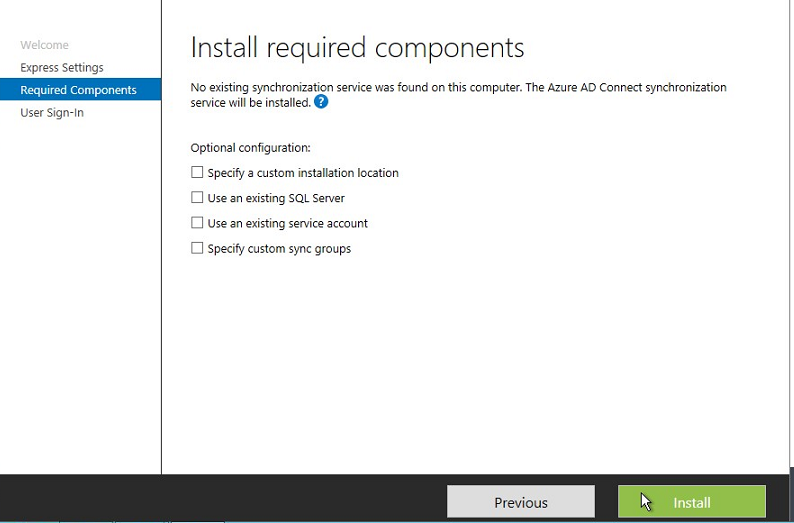 Welcome
Express Settings
Required Components
User Sign-In
Install required components
No existing synchronization service was found on this computer. The Azure AD Connect synchronization
service will be installed. ?
Optional configuration:
Specify a custom installation location
Use an existing SQL Server
Use an existing service account
Specify custom sync groups
Previous
Install